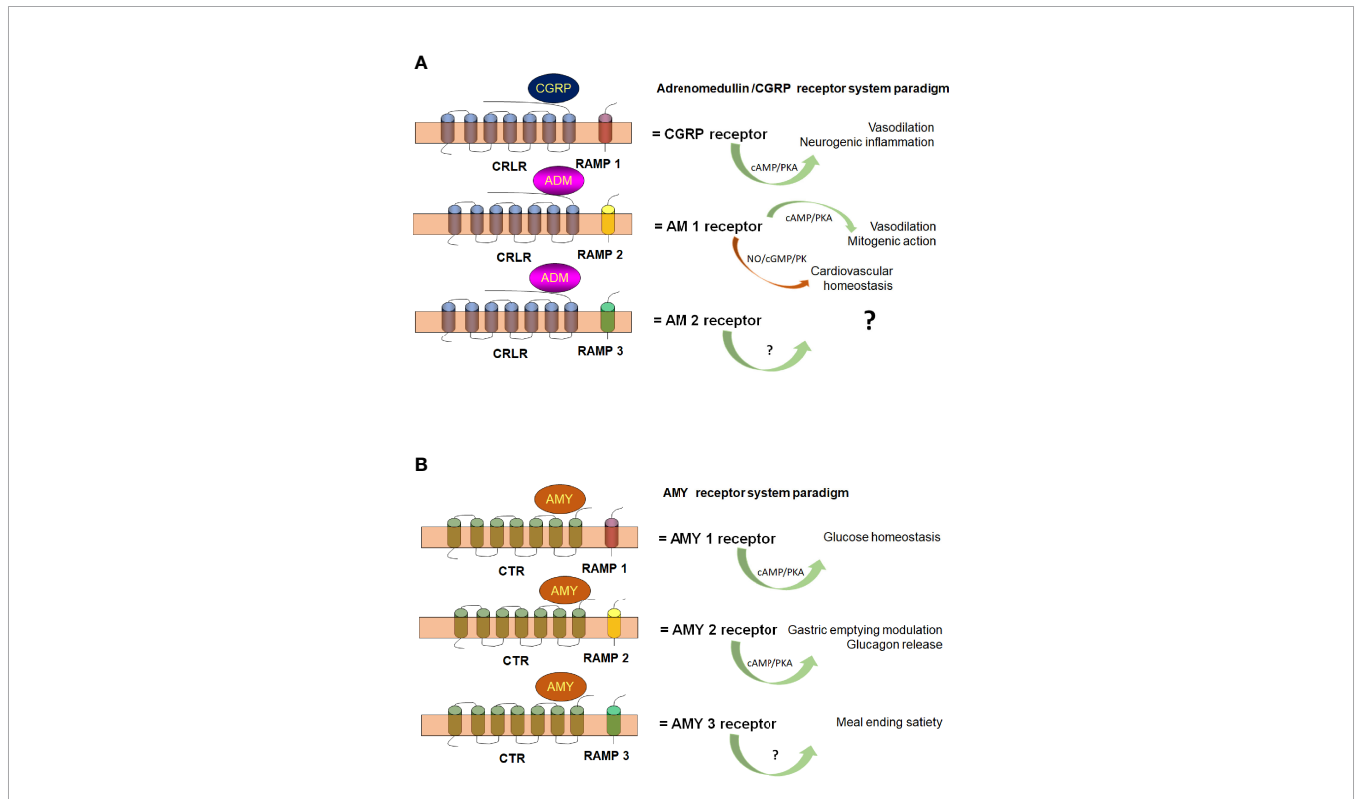 A
CGRP
Adrenomedullin/CGRP receptor system paradigm
= CGRP receptor
Vasodilation
Neurogenic inflammation
cAMP/PKA
CRLR
RAMP 1
ADM
= AM 1 receptor
cAMP/PKA
Vasodilation
Mitogenic action
CRLR
RAMP 2
NO/cGMP/PK
Cardiovascular
homeostasis
ADM
= AM 2 receptor
?
?
CRLR
RAMP 3
B
AMY
AMY receptor system paradigm
= AMY 1 receptor
Glucose homeostasis
cAMP/PKA
CTR
RAMP 1
AMY
= AMY 2 receptor
Gastric emptying modulation
Glucagon release
cAMP/PKA
CTR
RAMP 2
AMY
= AMY 3 receptor
Meal ending satiety
?
CTR
RAMP 3